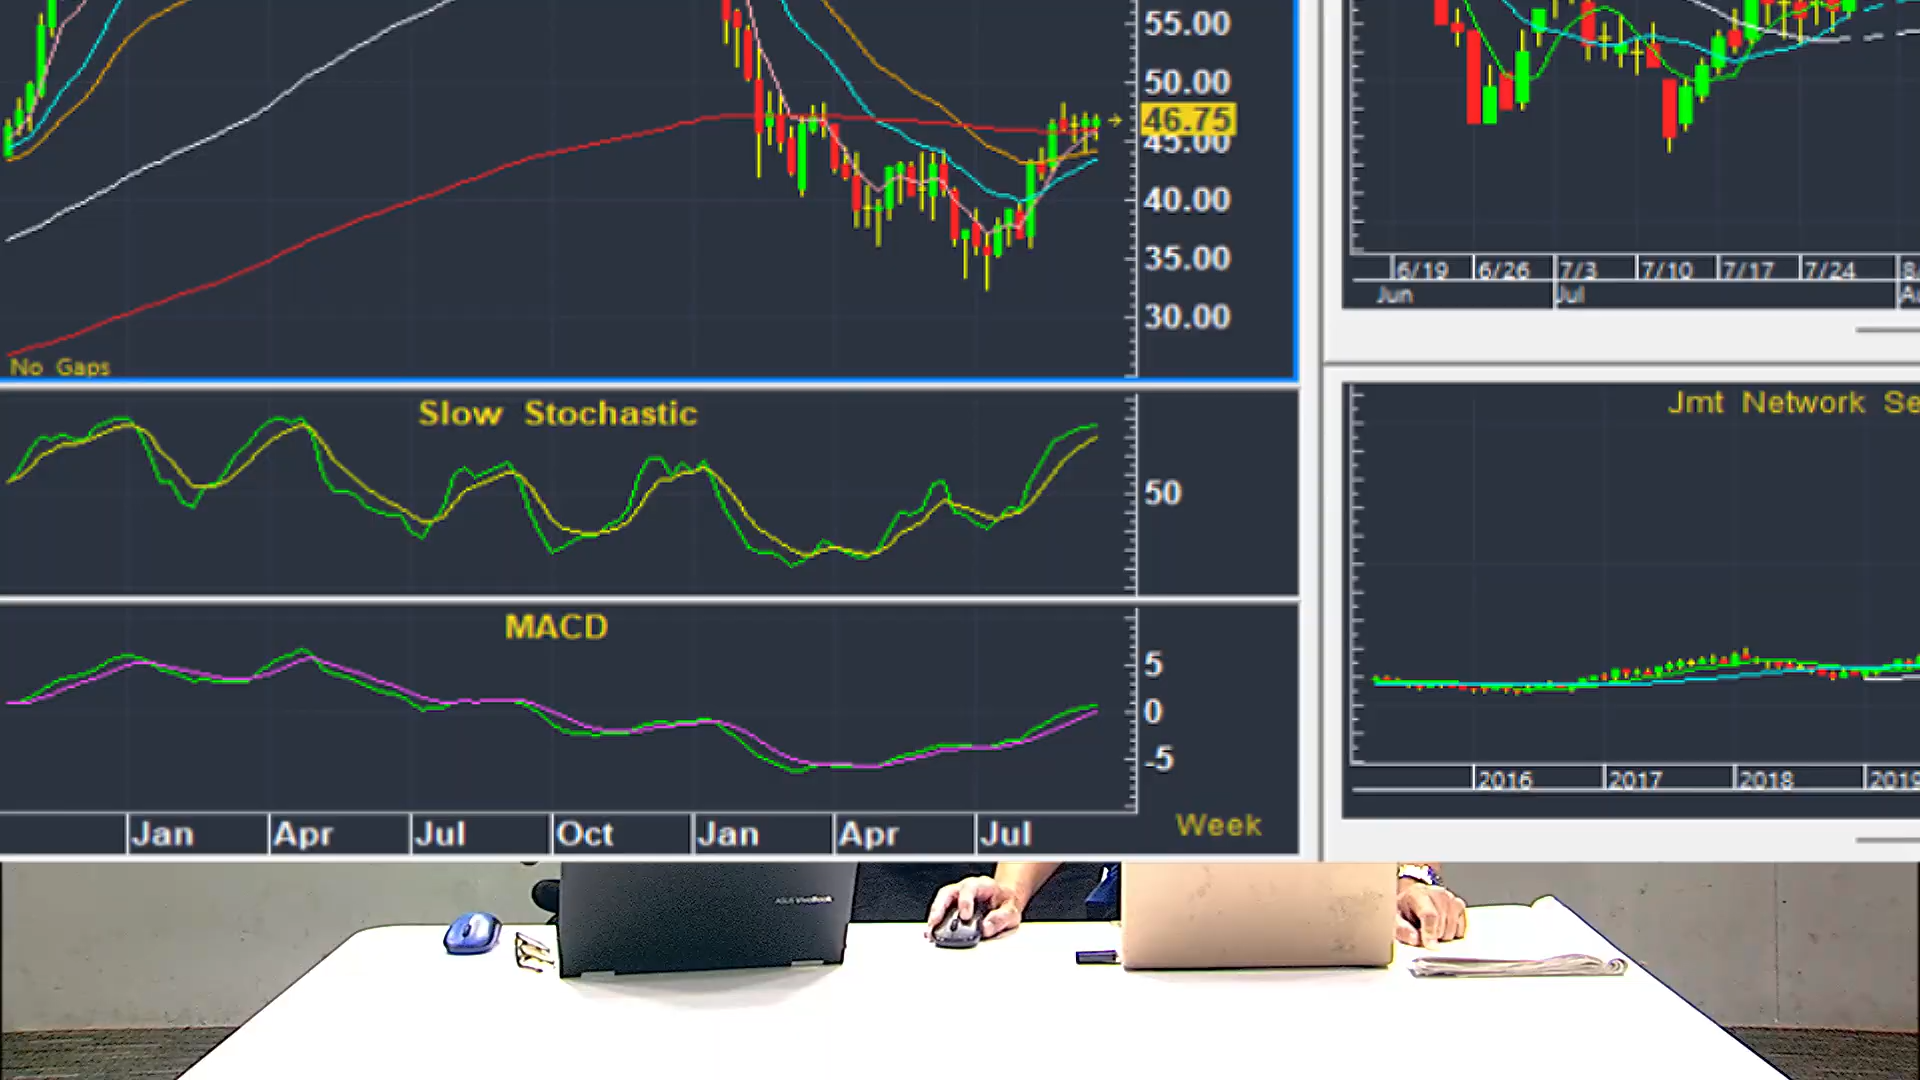 55.00
50.00
46.75
45.00
40.00
35.00
30.00
No Gaps
Slow Stochastic
50
MACD
5
0
-5
Jan Apr Jul Oct Jan Apr Jul
Week
6/19 6/26 7/3 7/10 7/17 7/24
Jun Jul
Jmt Network
2016 2017 2018 2019